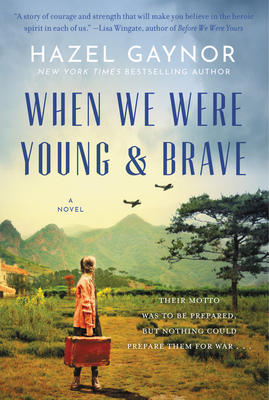 "A story of courage and strength that will make you believe in the heroic
spirit in each of us." —Lisa Wingate, author of Before We Were Yours
HAZEL GAYNOR
NEW YORK TIMES BESTSELLING AUTHOR
WHEN WE WERE
YOUNG & BRAVE
A
NOVEL
THEIR MOTTO
WAS TO BE PREPARED,
BUT NOTHING COULD
PREPARE THEM FOR WAR . . .